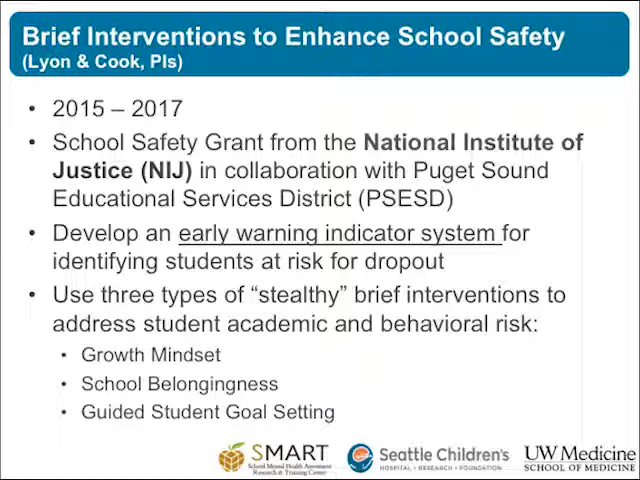 Brief Interventions to Enhance School Safety
(Lyon & Cook, PIs)
• 2015 – 2017
• School Safety Grant from the National Institute of
Justice (NIJ) in collaboration with Puget Sound
Educational Services District (PSESD)
• Develop an early warning indicator system for
identifying students at risk for dropout
• Use three types of “stealthy” brief interventions to
address student academic and behavioral risk:
• Growth Mindset
• School Belongingness
• Guided Student Goal Setting
SMART
School Mental Health Assessment
Research & Training Center
Seattle Children's
HOSPITAL • RESEARCH • FOUNDATION
UW Medicine
SCHOOL OF MEDICINE